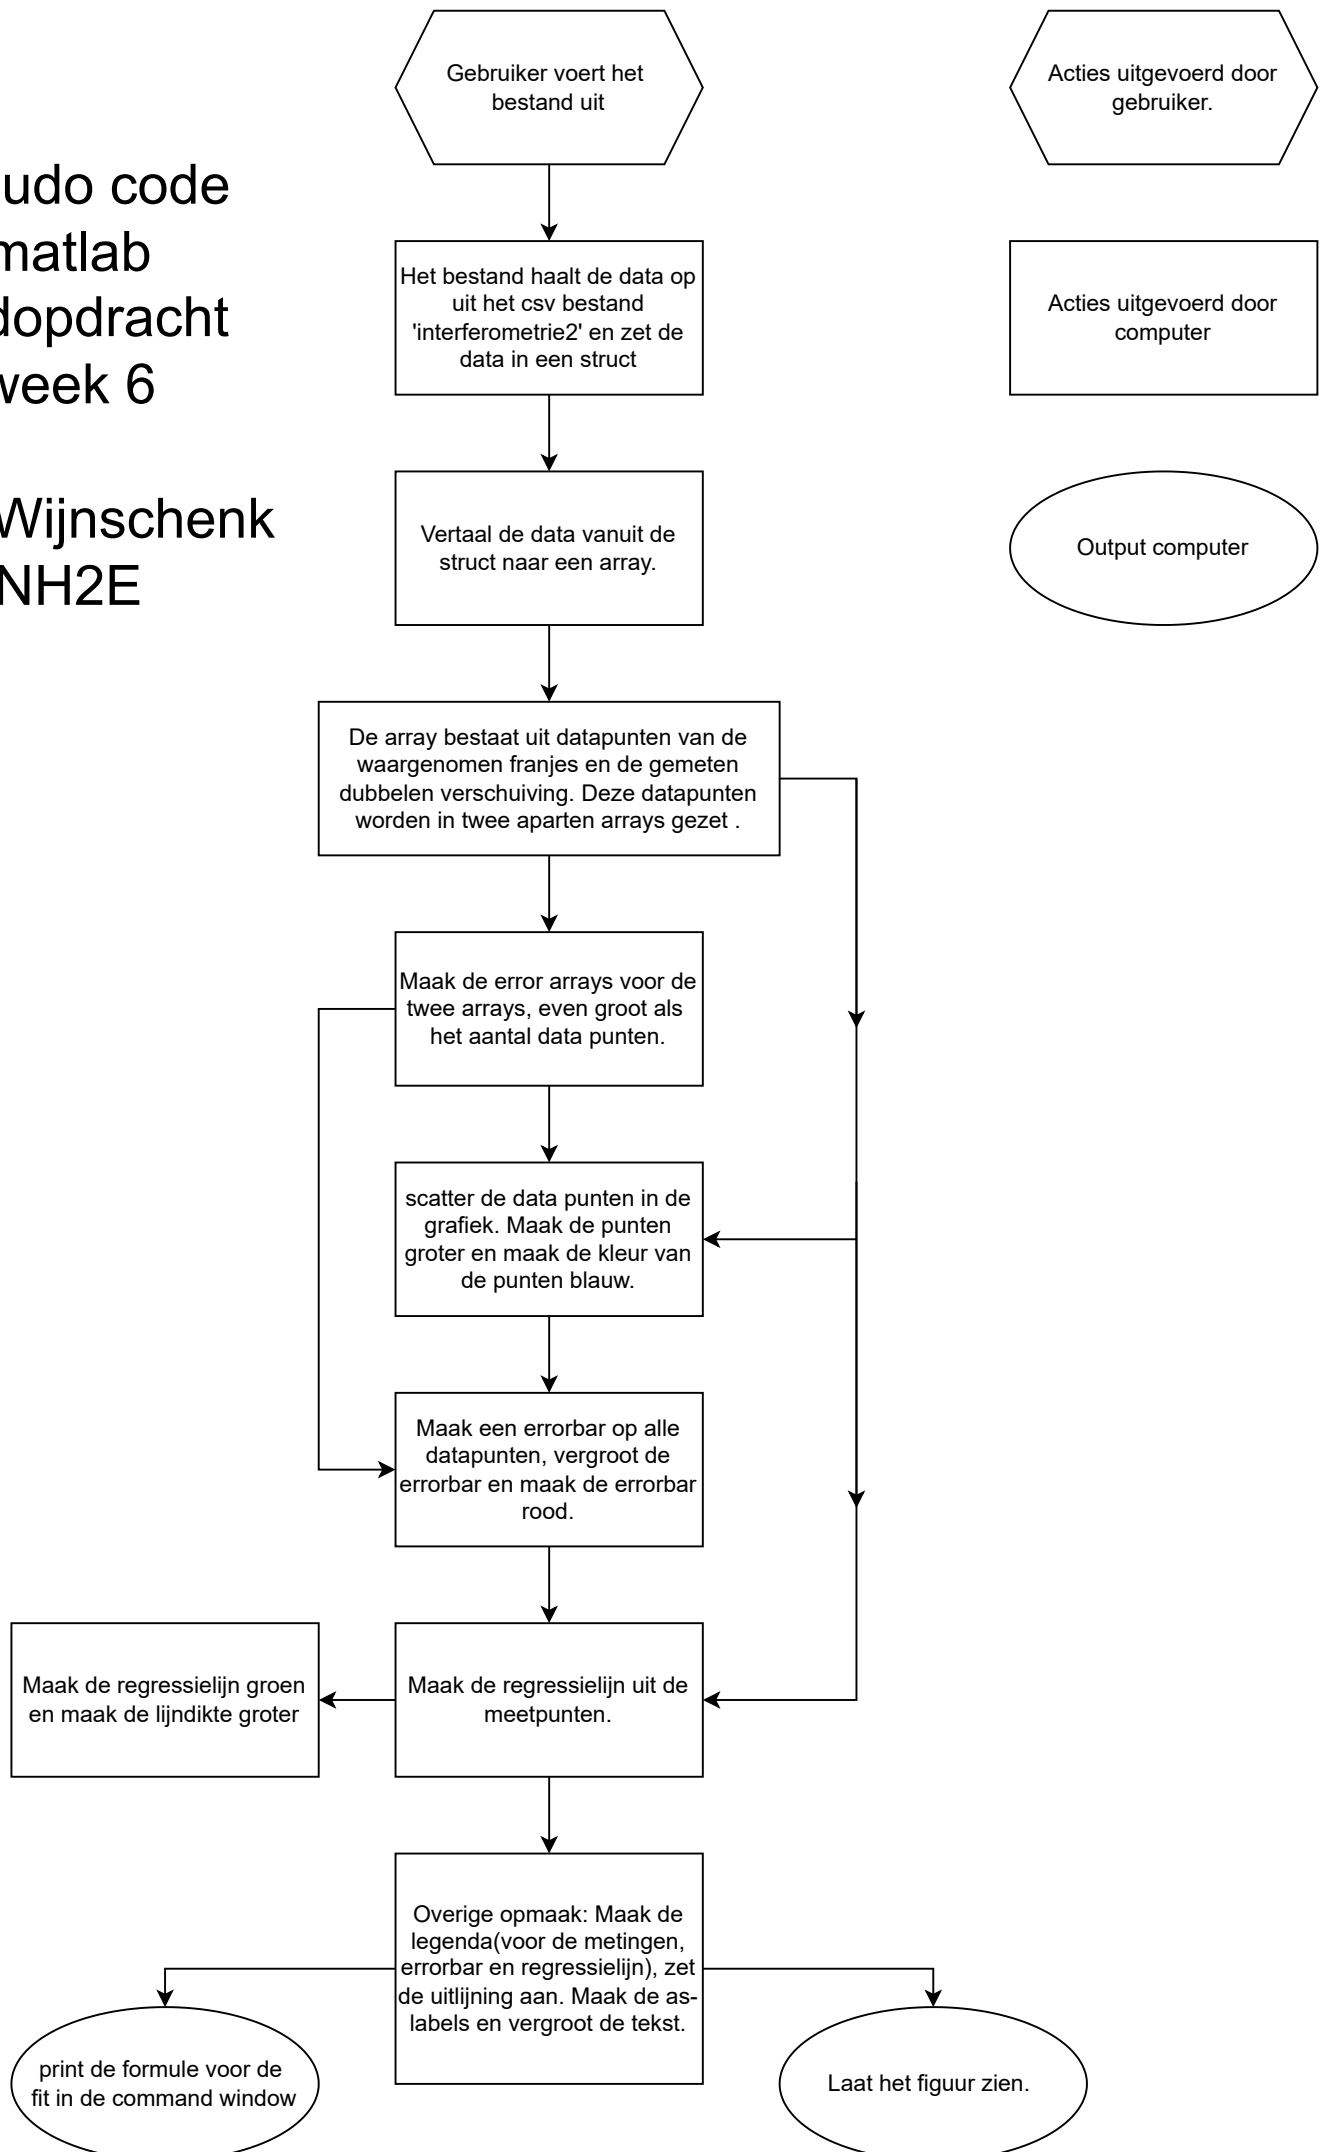 udo code
matlab
dopdracht
week 6
Wijnschenk
NH2E
Gebruiker voert het
bestand uit
Acties uitgevoerd door
gebruiker.
Het bestand haalt de data op
uit het csv bestand
'interferometrie2' en zet de
data in een struct
Acties uitgevoerd door
computer
Vertaal de data vanuit de
struct naar een array.
Output computer
De array bestaat uit datapunten van de
waargenomen franjes en de gemeten
dubbelen verschuiving. Deze datapunten
worden in twee aparten arrays gezet .
Maak de error arrays voor de
twee arrays, even groot als
het aantal data punten.
scatter de data punten in de
grafiek. Maak de punten
groter en maak de kleur van
de punten blauw.
Maak een errorbar op alle
datapunten, vergroot de
errorbar en maak de errorbar
rood.
Maak de regressielijn groen
en maak de lijndikte groter
Maak de regressielijn uit de
meetpunten.
Overige opmaak: Maak de
legenda(voor de metingen,
errorbar en regressielijn), zet
de uitlijning aan. Maak de as-
labels en vergroot de tekst.
print de formule voor de
fit in de command window
Laat het figuur zien.